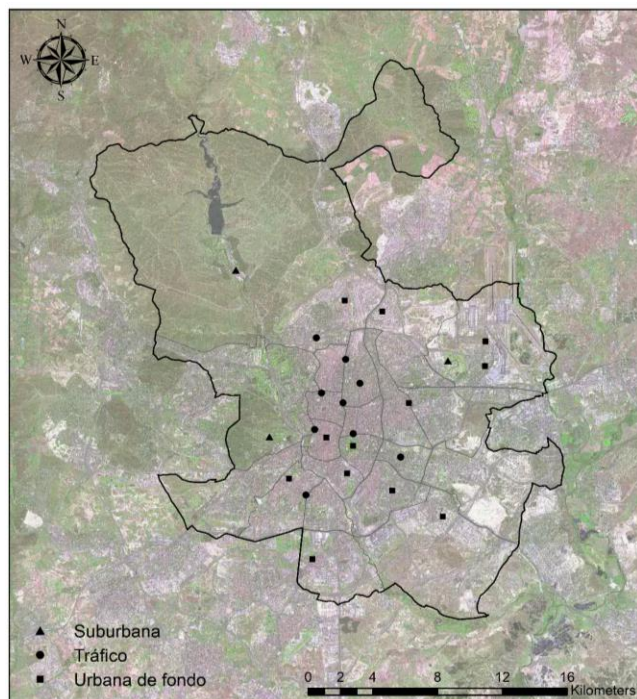 N
W E
S
Suburbana
Tráfico
Urbana de fondo
0 2 4 8 12 16
Kilometers